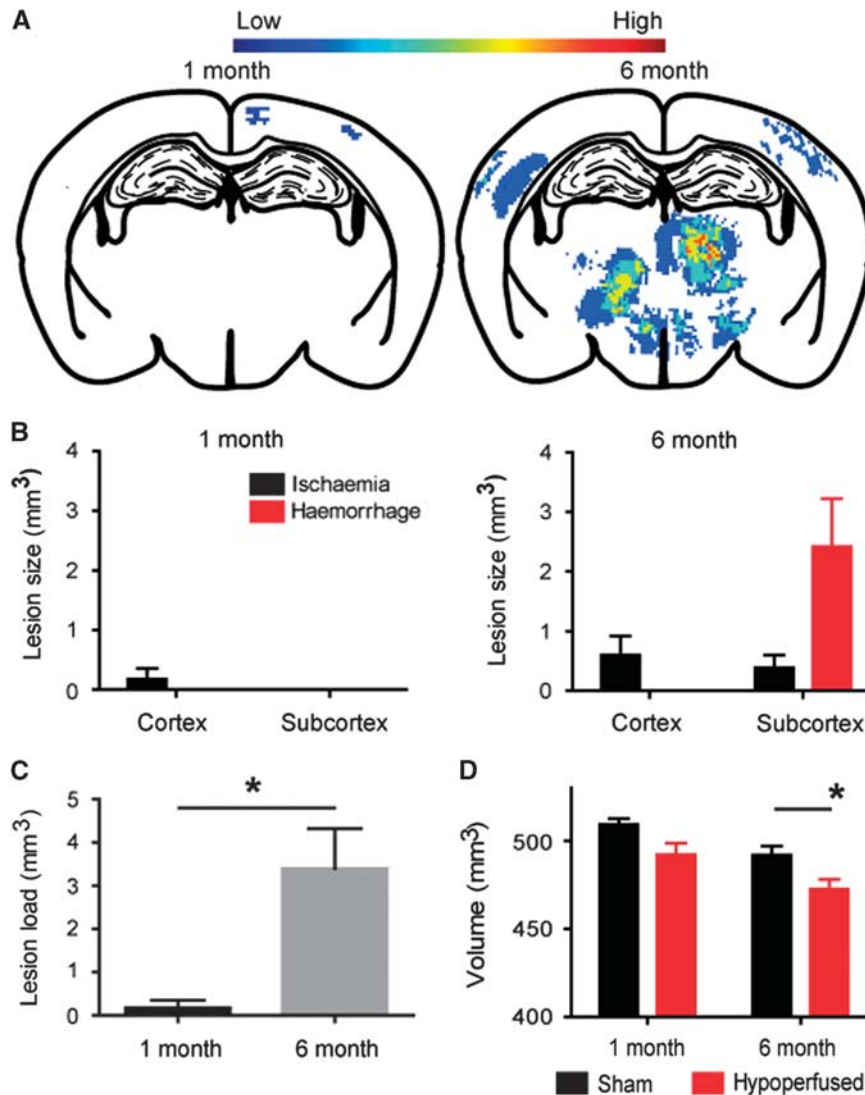 A
Low High
1 month 6 month
B
1 month
4
3
2
1
0
Lesion size (mm³)
Ischaemia
Haemorrhage
Cortex Subcortex
6 month
4
3
2
1
0
Lesion size (mm³)
Cortex Subcortex
C
5
4
3
2
1
0
Lesion load (mm³)
*
1 month 6 month
D
500
450
400
Volume (mm³)
*
1 month 6 month
Sham Hypoperfused